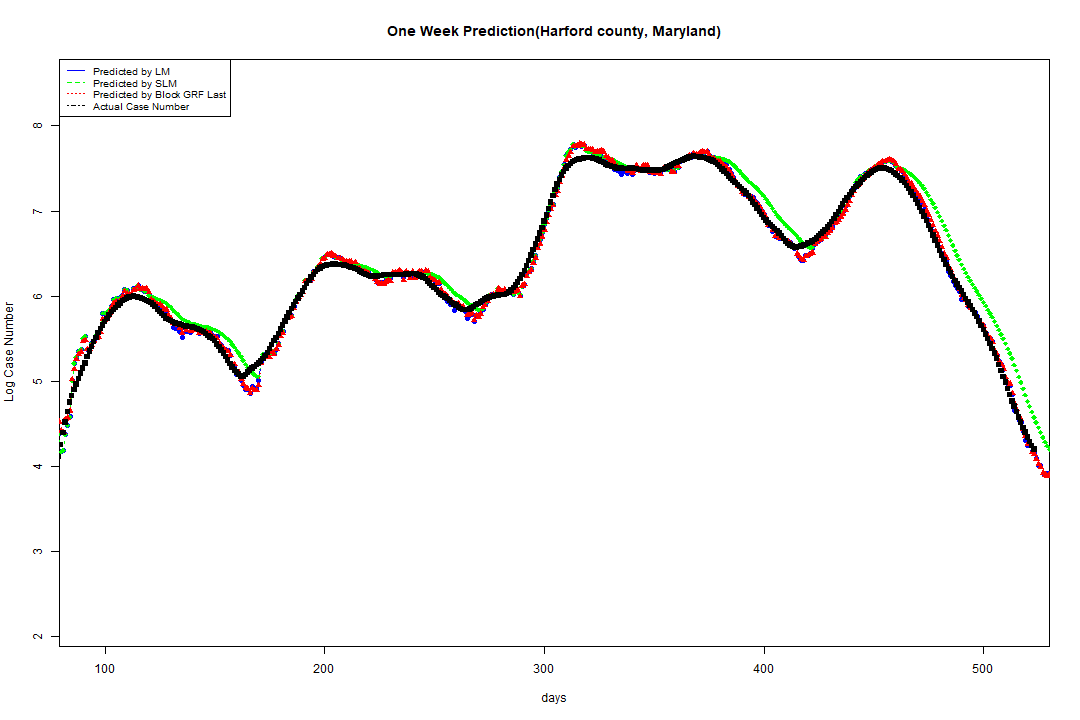 One Week Prediction(Harford county, Maryland)
Predicted by LM
Predicted by SLM
Predicted by Block GRF Last
Actual Case Number
Log Case Number
8
7
6
5
4
3
2
100 200 300 400 500
days